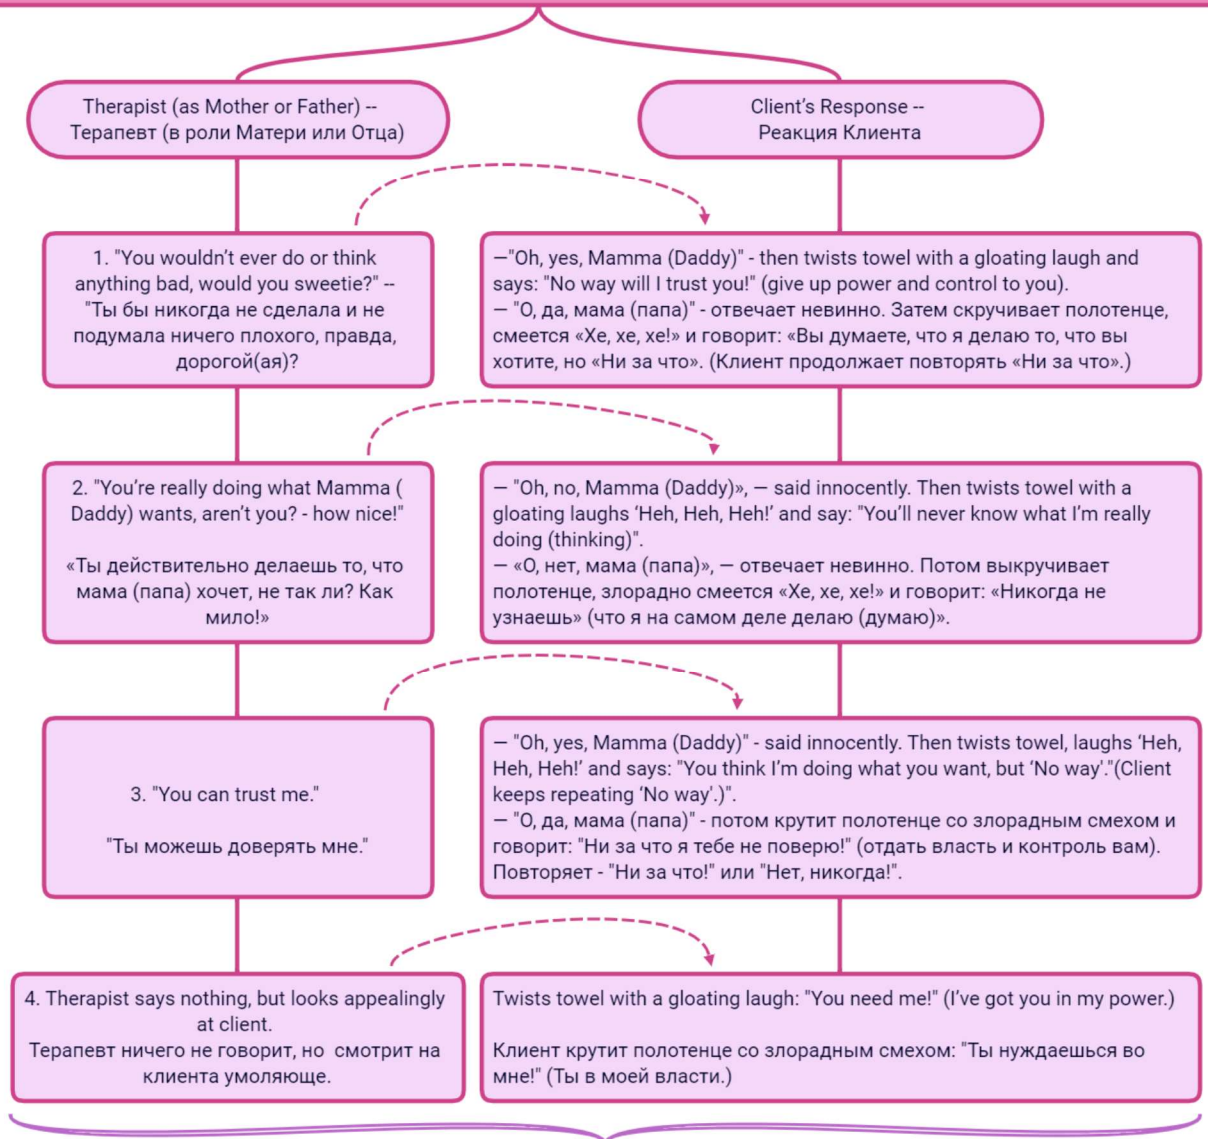 Therapist (as Mother or Father) --
Терапевт (в роли Матери или Отца)
Client’s Response --
Реакция Клиента
1. "You wouldn’t ever do or think
anything bad, would you sweetie?" --
"Ты бы никогда не сделала и не
подумала ничего плохого, правда,
дорогой(ая)?
—"Oh, yes, Mamma (Daddy)" - then twists towel with a gloating laugh and
says: "No way will I trust you!" (give up power and control to you).
— "О, да, мама (папа)" - отвечает невинно. Затем скручивает полотенце,
смеется «Хе, хе, хе!» и говорит: «Вы думаете, что я делаю то, что вы
хотите, но «Ни за что». (Клиент продолжает повторять «Ни за что».)
2. "You’re really doing what Mamma (
Daddy) wants, aren’t you? - how nice!"
«Ты действительно делаешь то, что
мама (папа) хочет, не так ли? Как
мило!»
— "Oh, no, Mamma (Daddy)», — said innocently. Then twists towel with a
gloating laughs ‘Heh, Heh, Heh!’ and say: "You’ll never know what I’m really
doing (thinking)".
— «О, нет, мама (папа)», — отвечает невинно. Потом выкручивает
полотенце, злорадно смеется «Хе, хе, хе!» и говорит: «Никогда не
узнаешь» (что я на самом деле делаю (думаю)».
3. "You can trust me."
"Ты можешь доверять мне."
— "Oh, yes, Mamma (Daddy)" - said innocently. Then twists towel, laughs ‘Heh,
Heh, Heh!’ and says: "You think I’m doing what you want, but ‘No way'."(Client
keeps repeating ‘No way'.)".
— "О, да, мама (папа)" - потом крутит полотенце со злорадным смехом и
говорит: "Ни за что я тебе не поверю!" (отдать власть и контроль вам).
Повторяет - "Ни за что!" или "Нет, никогда!".
4. Therapist says nothing, but looks appealingly
at client.
Терапевт ничего не говорит, но смотрит на
клиента умоляюще.
Twists towel with a gloating laugh: "You need me!" (I’ve got you in my power.)
Клиент крутит полотенце со злорадным смехом: "Ты нуждаешься во
мне!" (Ты в моей власти.)